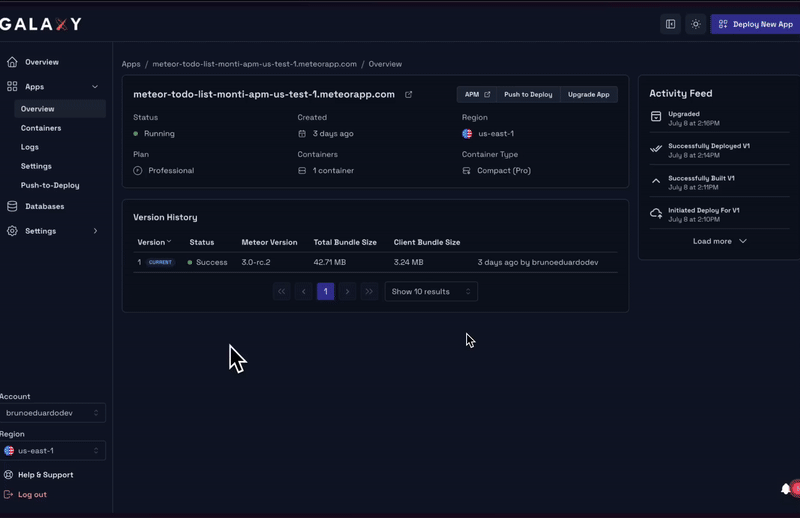 GALAXY
Deploy New App
Overview
Apps
Overview
Containers
Logs
Settings
Push-to-Deploy
Databases
Settings
Account
brunoeduardodev
Region
us-east-1
Help & Support
Log out
Apps / meteor-todo-list-monti-apm-us-test-1.meteorapp.com / Overview
meteor-todo-list-monti-apm-us-test-1.meteorapp.com
APM Push to Deploy Upgrade App
Status Created Region
Running 3 days ago us-east-1
Plan Containers Container Type
Professional 1 container Compact (Pro)
Version History
Version Status Meteor Version Total Bundle Size Client Bundle Size
1 CURRENT Success 3.0-rc.2 42.71 MB 3.24 MB 3 days ago by brunoeduardodev
1 Show 10 results
Activity Feed
Upgraded
July 8 at 2:16PM
Successfully Deployed V1
July 8 at 2:14PM
Successfully Built V1
July 8 at 2:11PM
Initiated Deploy For V1
July 8 at 2:10PM
Load more